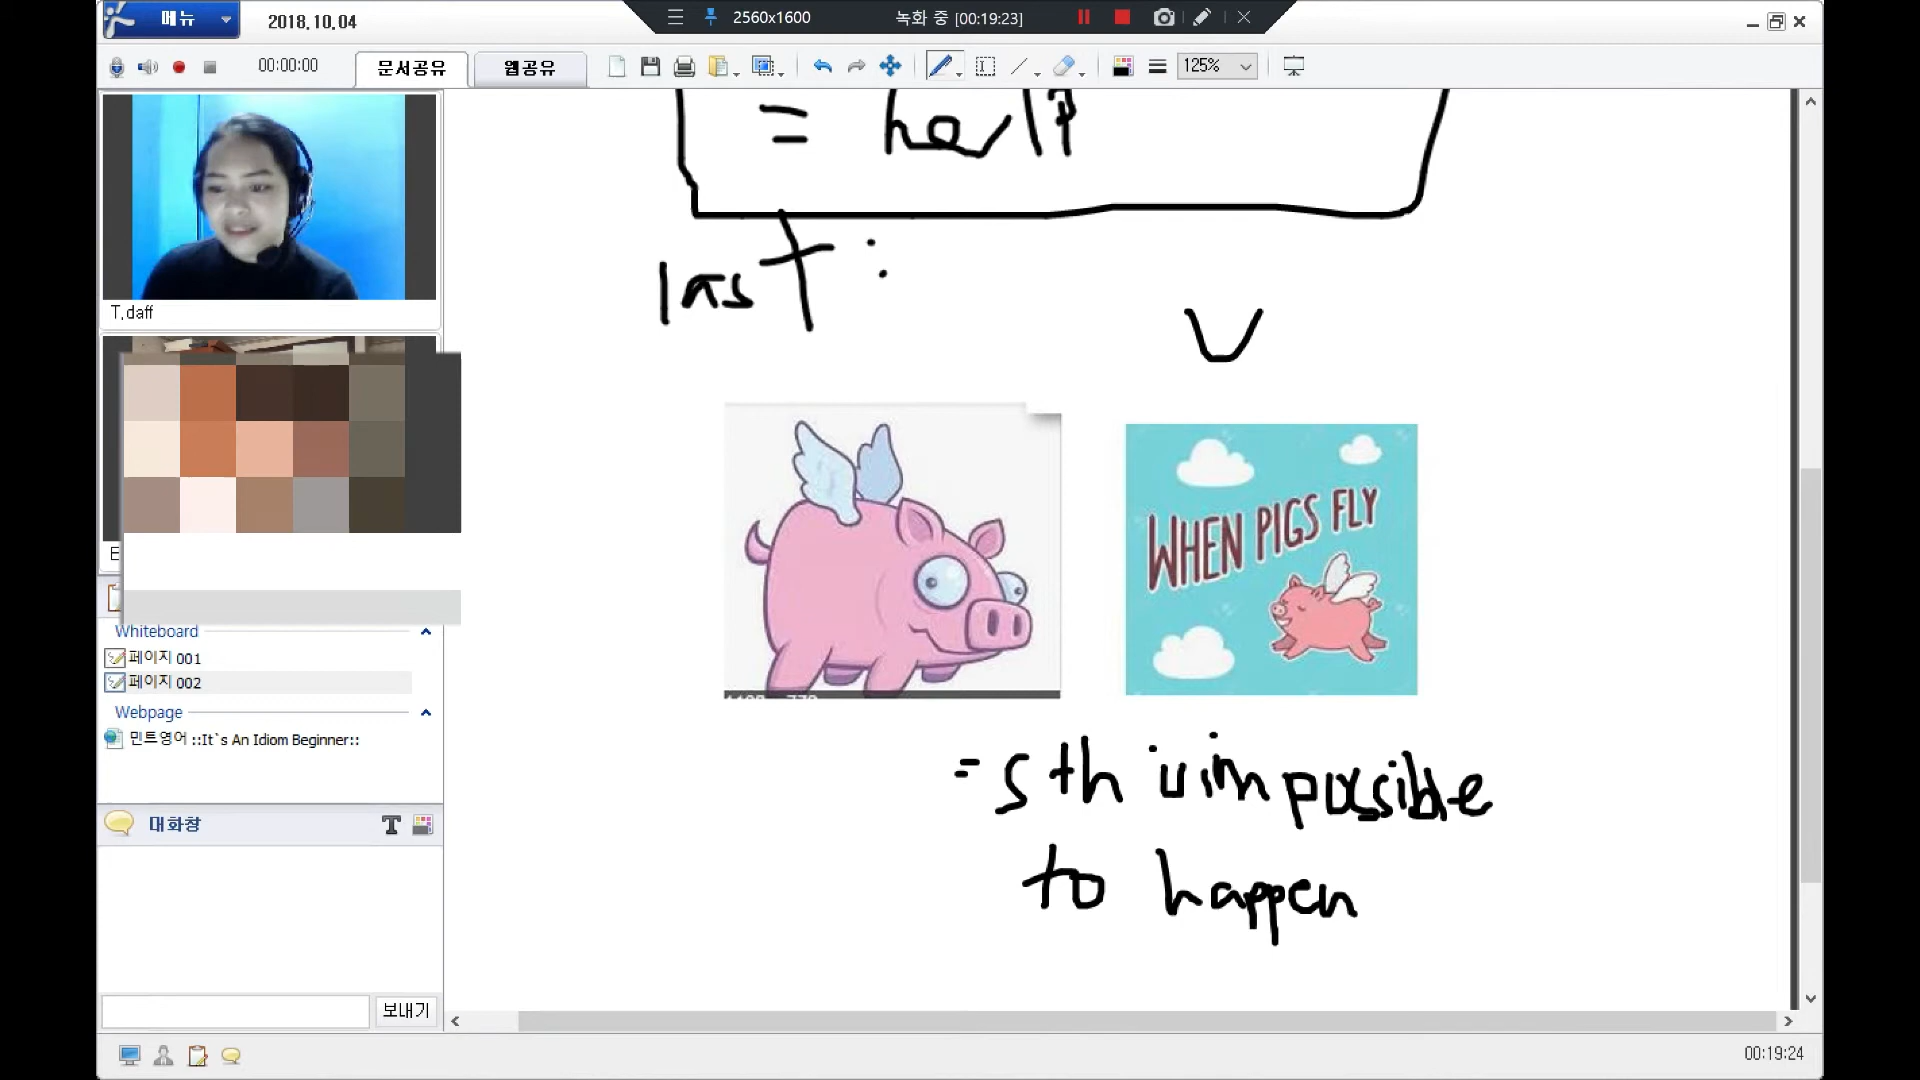 메뉴
2018.10.04
2560x1600
녹화 중 [00:19:23]
00:00:00
문서공유
웹공유
125%
T.daff
E
Whiteboard
페이지 001
페이지 002
Webpage
민트영어 ::It`s An Idiom Beginner::
대화창
T
보내기
=
last :
WHEN PIGS FLY
= sth is impossible
to happen
00:19:24